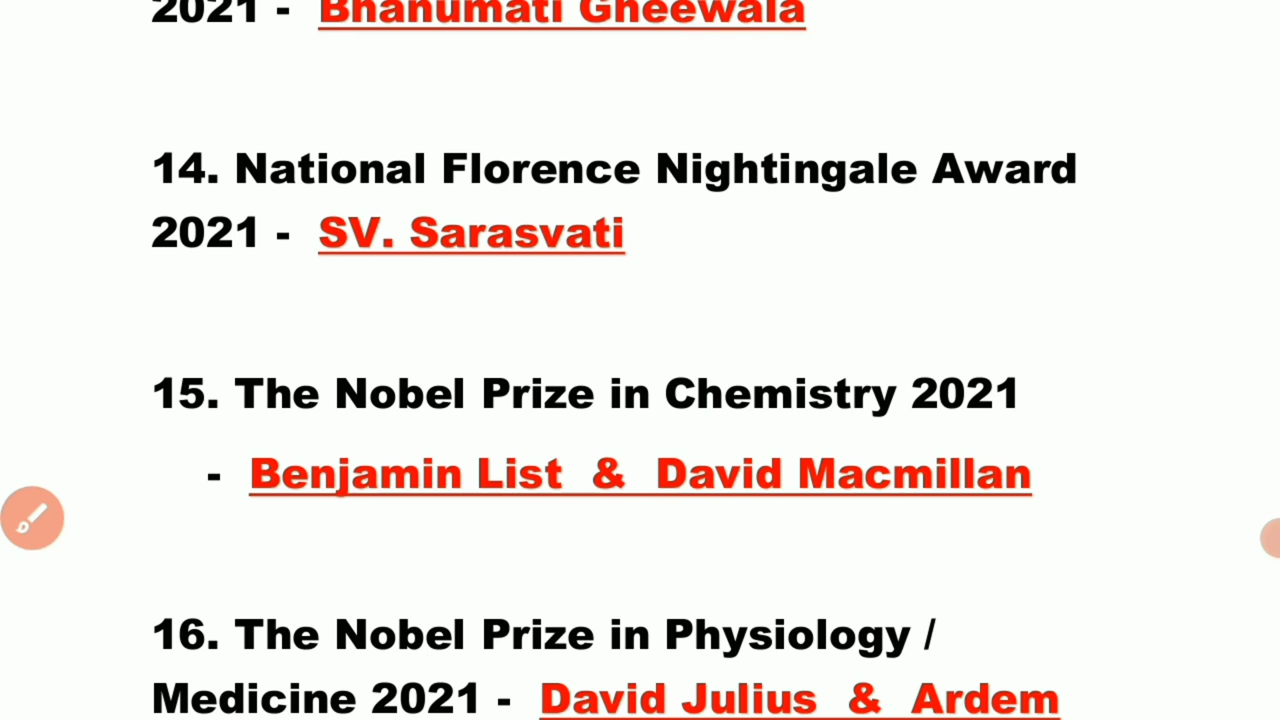 2021 - Bhanumati Gheewala
14. National Florence Nightingale Award
2021 - SV. Sarasvati
15. The Nobel Prize in Chemistry 2021
- Benjamin List & David Macmillan
16. The Nobel Prize in Physiology /
Medicine 2021 - David Julius & Ardem